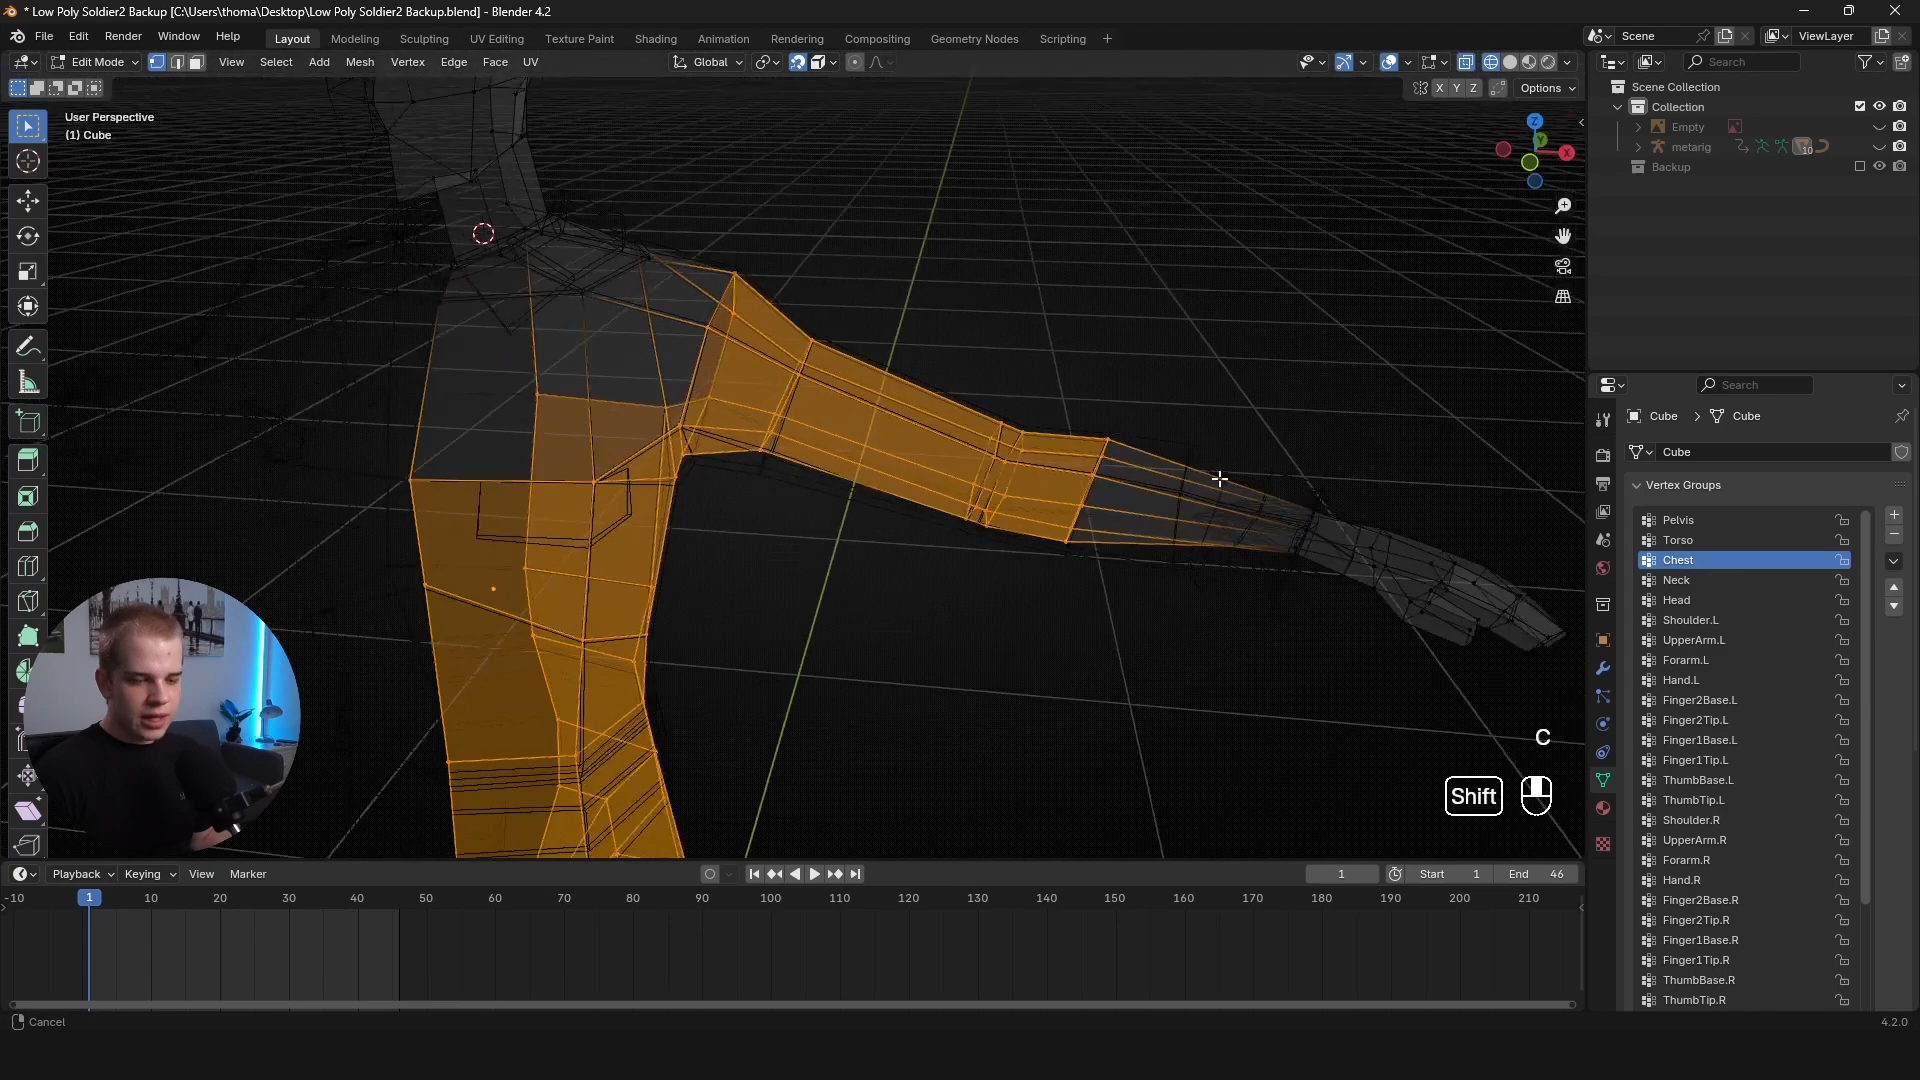 * Low Poly Soldier2 Backup [C:\Users\thoma\Desktop\Low Poly Soldier2 Backup.blend] - Blender 4.2
File Edit Render Window Help Layout Modeling Sculpting UV Editing Texture Paint Shading Animation Rendering Compositing Geometry Nodes Scripting + Scene ViewLayer
Edit Mode View Select Add Mesh Vertex Edge Face UV Global Search
X Y Z Options
User Perspective
(1) Cube
Z
Y
X
Scene Collection
Collection
Empty
metarig 10
Backup
Search
Cube > Cube
Cube
Vertex Groups
Pelvis
Torso
Chest
Neck
Head
Shoulder.L
UpperArm.L
Forarm.L
Hand.L
Finger2Base.L
Finger2Tip.L
Finger1Base.L
Finger1Tip.L
ThumbBase.L
ThumbTip.L
Shoulder.R
UpperArm.R
Forarm.R
Hand.R
Finger2Base.R
Finger2Tip.R
Finger1Base.R
Finger1Tip.R
ThumbBase.R
ThumbTip.R
C
Shift
Playback Keying View Marker 1 Start 1 End 46
-10 1 10 20 30 40 50 60 70 80 90 100 110 120 130 140 150 160 170 180 190 200 210
Cancel 4.2.0